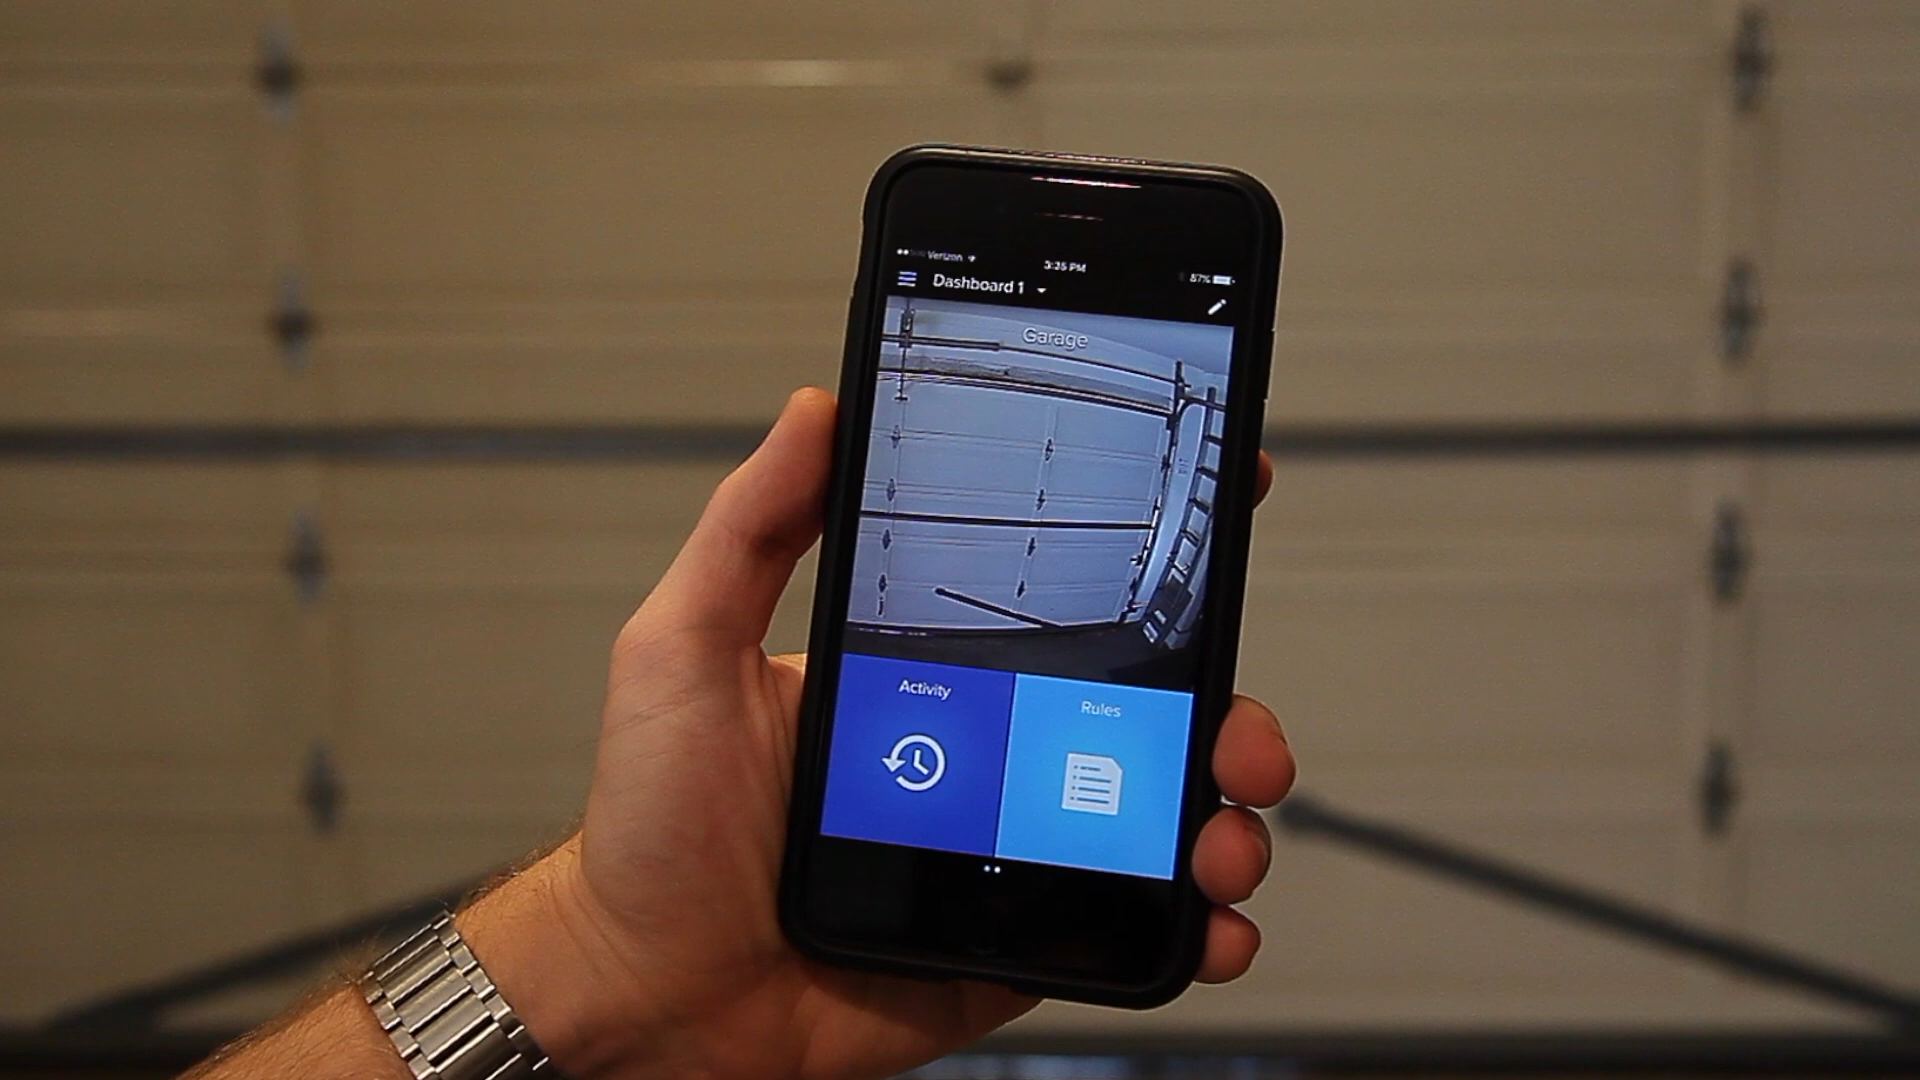 Verizon
3:35 PM
87%
Dashboard 1
Garage
Activity
Rules